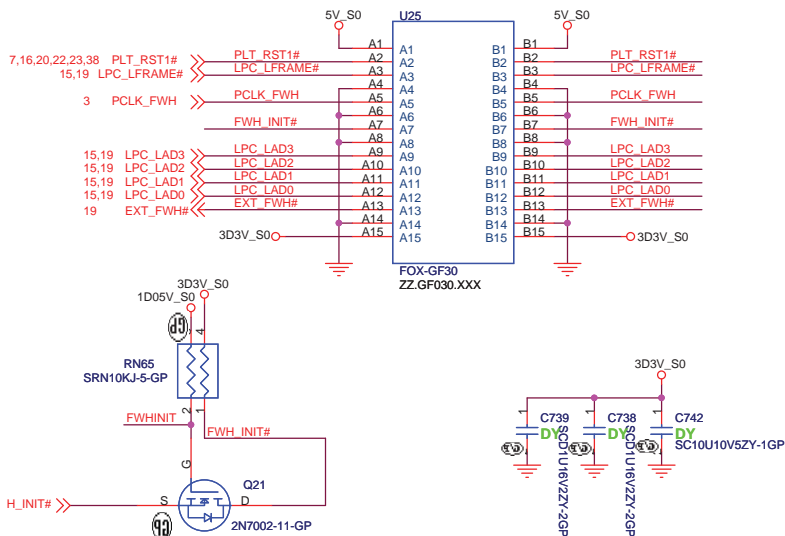 5V_S0 U25 5V_S0
A1 A1 B1 B1
7,16,20,22,23,38 PLT_RST1# PLT_RST1# A2 A2 B2 B2 PLT_RST1#
15,19 LPC_LFRAME# LPC_LFRAME# A3 A3 B3 B3 LPC_LFRAME#
A4 A4 B4 B4
3 PCLK_FWH PCLK_FWH A5 A5 B5 B5 PCLK_FWH
A6 A6 B6 B6
FWH_INIT# A7 A7 B7 B7 FWH_INIT#
A8 A8 B8 B8
15,19 LPC_LAD3 LPC_LAD3 A9 A9 B9 B9 LPC_LAD3
15,19 LPC_LAD2 LPC_LAD2 A10 A10 B10 B10 LPC_LAD2
15,19 LPC_LAD1 LPC_LAD1 A11 A11 B11 B11 LPC_LAD1
15,19 LPC_LAD0 LPC_LAD0 A12 A12 B12 B12 LPC_LAD0
19 EXT_FWH# EXT_FWH# A13 A13 B13 B13 EXT_FWH#
A14 A14 B14 B14
3D3V_S0 A15 A15 B15 B15 3D3V_S0
FOX-GF30
ZZ.GF030.XXX
3D3V_S0
1D05V_S0
GP 4
RN65
SRN10KJ-5-GP
2 1
FWHINIT
FWH_INIT#
G
Q21
H_INIT# S D
GP 2N7002-11-GP
3D3V_S0
1 C739 1 C738 1 C742
DY DY DY
GP SCD1U16V2ZY-2GP GP SCD1U16V2ZY-2GP GP SC10U10V5ZY-1GP